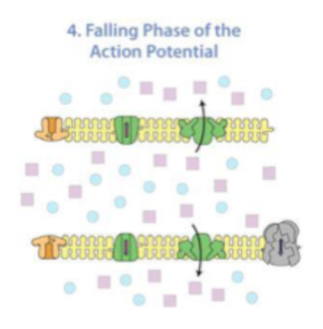 4. Falling Phase of the
Action Potential